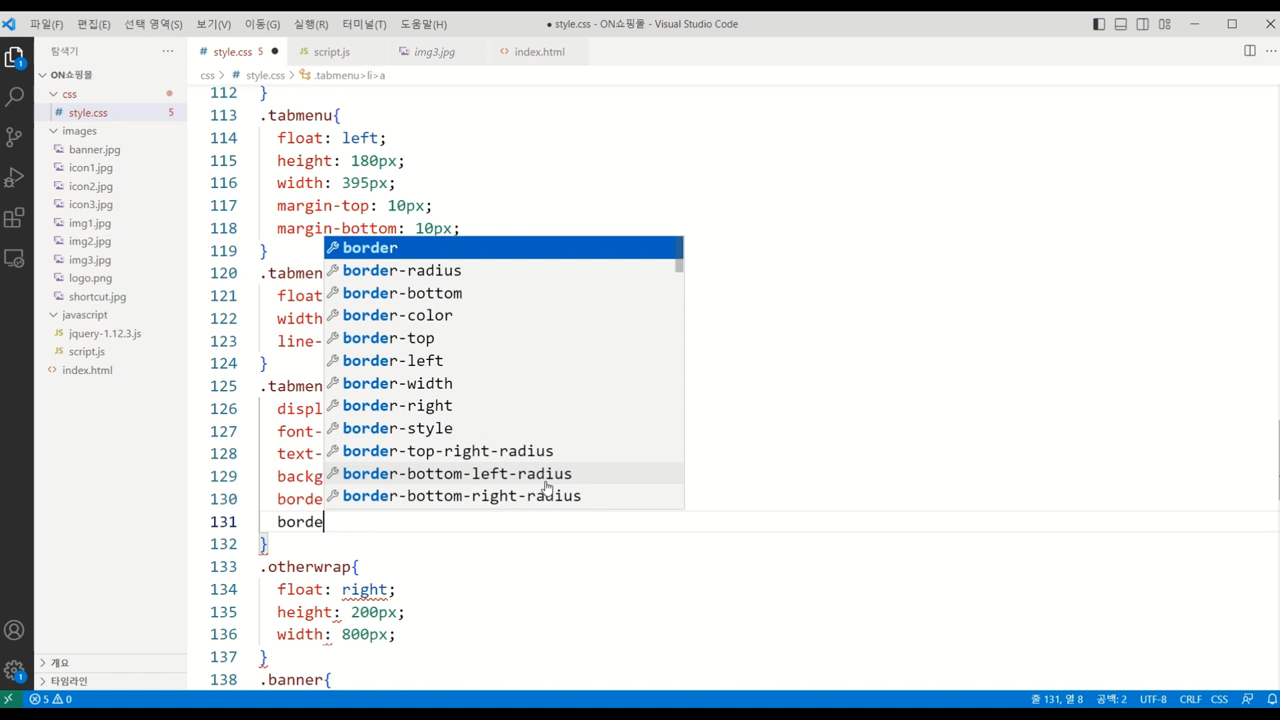 파일(F) 편집(E) 선택 영역(S) 보기(V) 이동(G) 실행(R) 터미널(T) 도움말(H) ● style.css - ON쇼핑몰 - Visual Studio Code
탐색기 ···
# style.css 5 ● JS script.js img3.jpg <> index.html ···
css > # style.css > .tabmenu>li>a
ON쇼핑몰
css
# style.css 5
images
banner.jpg
icon1.jpg
icon2.jpg
icon3.jpg
img1.jpg
img2.jpg
img3.jpg
logo.png
shortcut.jpg
javascript
JS jquery-1.12.3.js
JS script.js
<> index.html
개요
타임라인
1
1
112 }
113 .tabmenu{
114 float: left;
115 height: 180px;
116 width: 395px;
117 margin-top: 10px;
118 margin-bottom: 10px;
119 }
120 .tabmen
121 float
122 width
123 line-
124 }
125 .tabmen
126 displ
127 font-
128 text-
129 backg
130 borde
131 borde
132 }
133 .otherwrap{
134 float: right;
135 height: 200px;
136 width: 800px;
137 }
138 .banner{
border
border-radius
border-bottom
border-color
border-top
border-left
border-width
border-right
border-style
border-top-right-radius
border-bottom-left-radius
border-bottom-right-radius
5 0 줄 131, 열 8 공백: 2 UTF-8 CRLF CSS